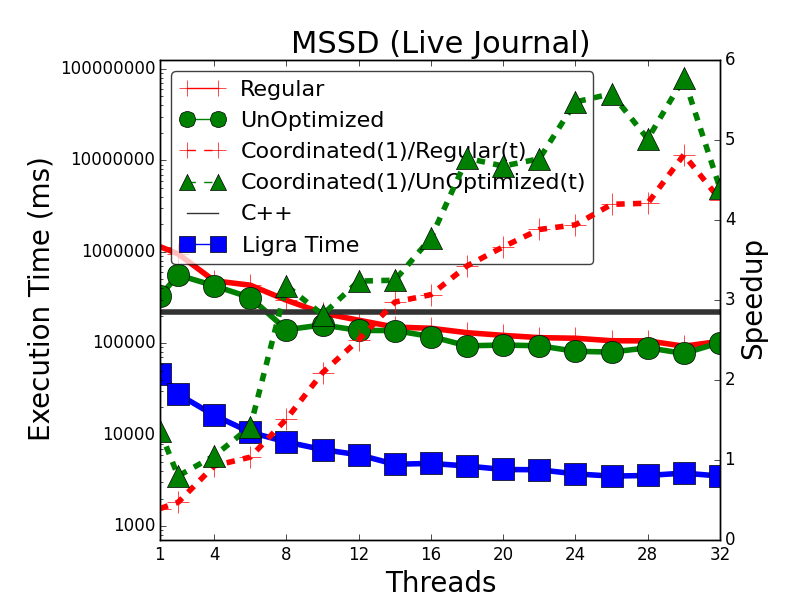 MSSD (Live Journal)
Regular
UnOptimized
Coordinated(1)/Regular(t)
Coordinated(1)/UnOptimized(t)
C++
Ligra Time
Execution Time (ms)
100000000
10000000
1000000
100000
10000
1000
6
5
4
3
2
1
0
Speedup
1 4 8 12 16 20 24 28 32
Threads